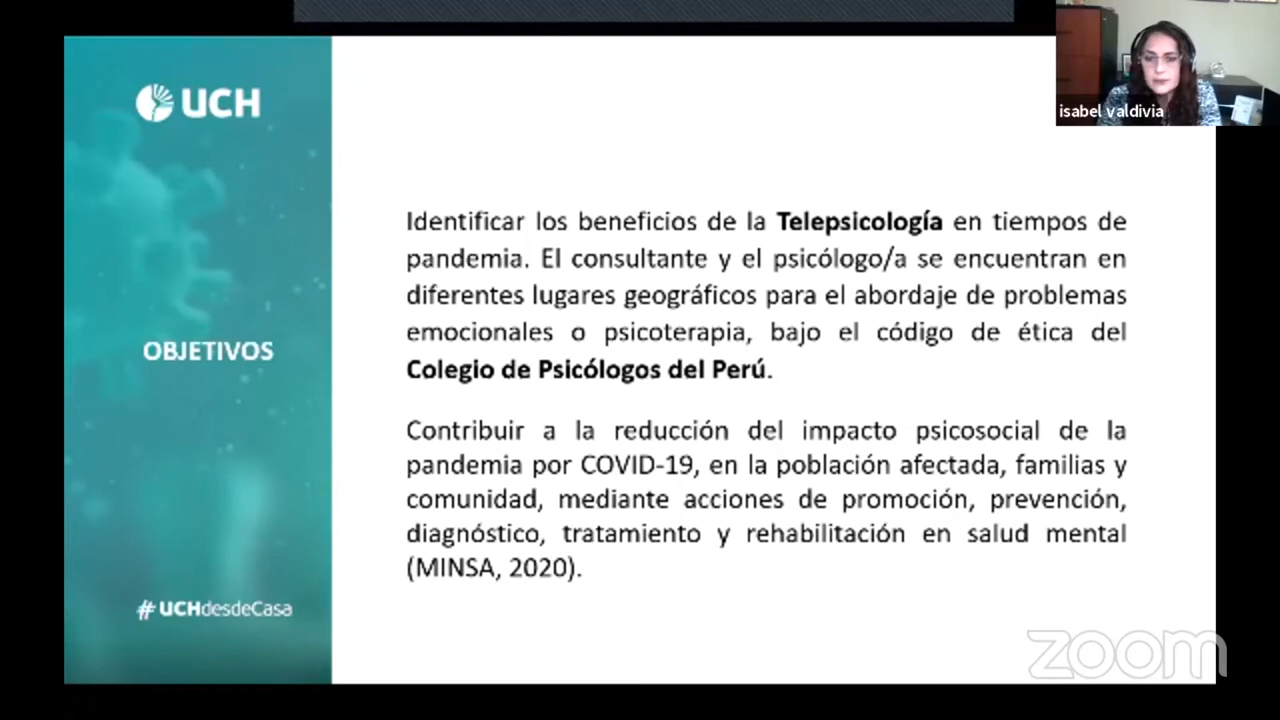 UCH
isabel valdivia
OBJETIVOS
#UCHdesdeCasa
Identificar los beneficios de la Telepsicología en tiempos de
pandemia. El consultante y el psicólogo/a se encuentran en
diferentes lugares geográficos para el abordaje de problemas
emocionales o psicoterapia, bajo el código de ética del
Colegio de Psicólogos del Perú.
Contribuir a la reducción del impacto psicosocial de la
pandemia por COVID-19, en la población afectada, familias y
comunidad, mediante acciones de promoción, prevención,
diagnóstico, tratamiento y rehabilitación en salud mental
(MINSA, 2020).
zoom